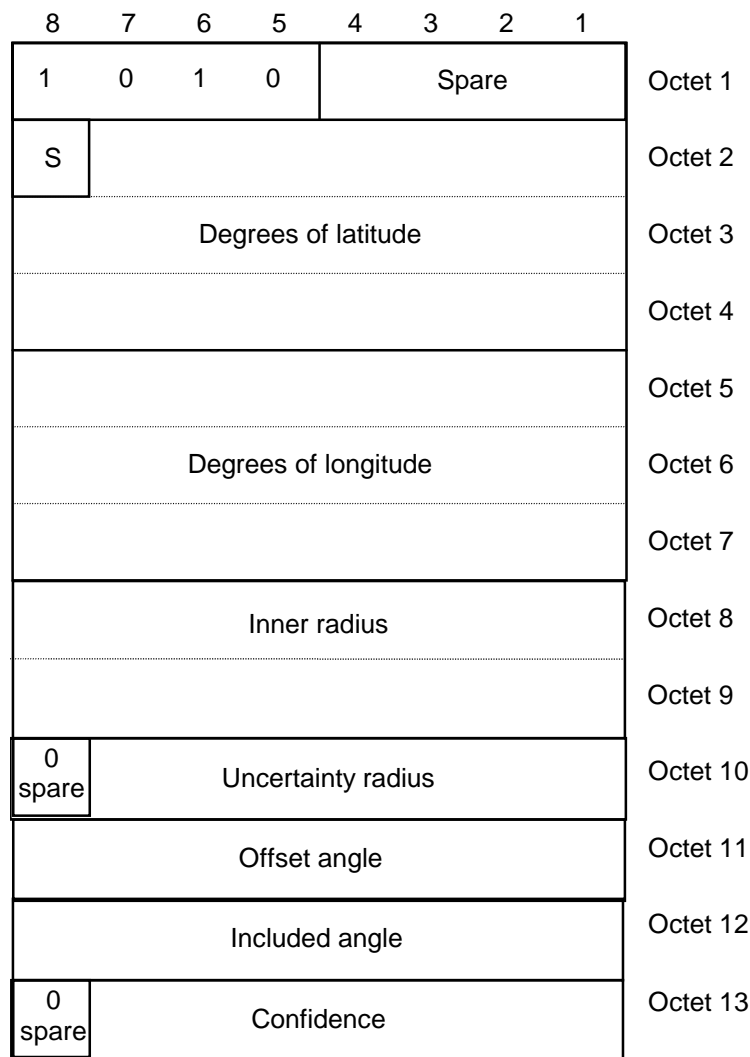 8 7 6 5 4 3 2 1
1 0 1 0 Spare Octet 1
S Octet 2
Degrees of latitude Octet 3
Octet 4
Octet 5
Degrees of longitude Octet 6
Octet 7
Inner radius Octet 8
Octet 9
0
spare Uncertainty radius Octet 10
Offset angle Octet 11
Included angle Octet 12
0
spare Confidence Octet 13